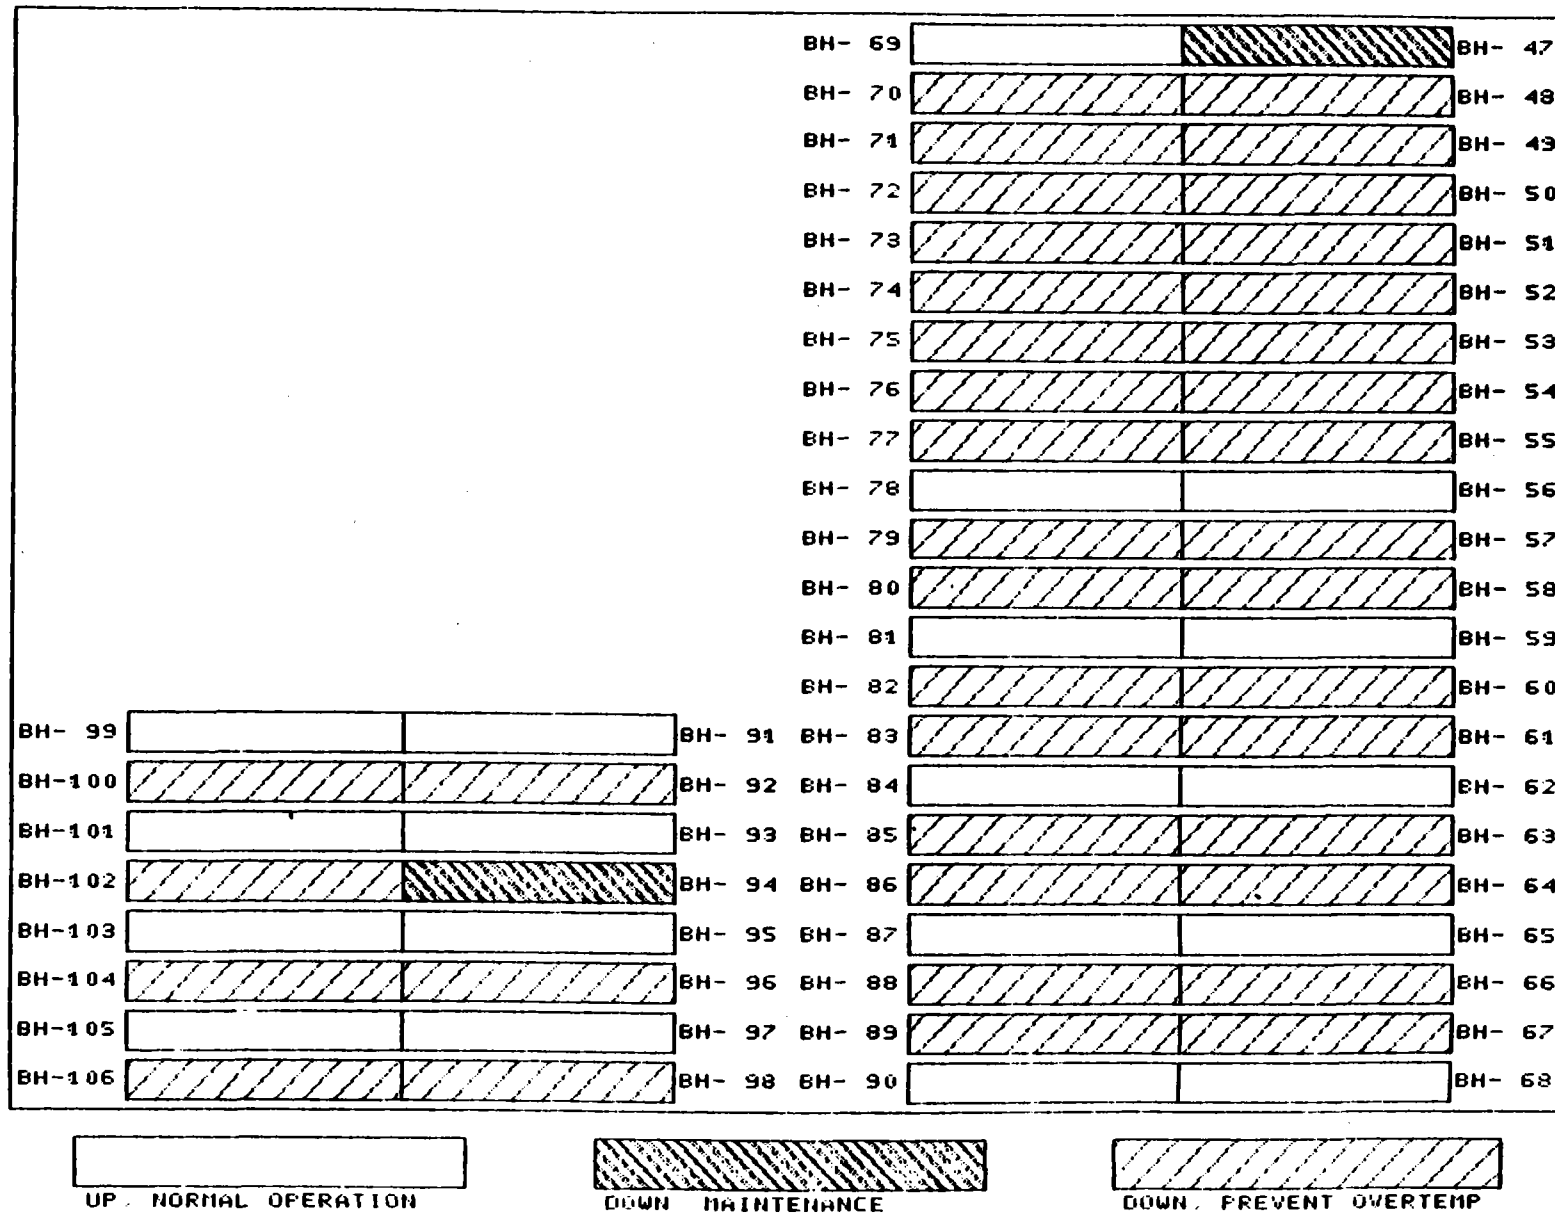 BH- 69 BH- 47
BH- 70 BH- 48
BH- 71 BH- 49
BH- 72 BH- 50
BH- 73 BH- 51
BH- 74 BH- 52
BH- 75 BH- 53
BH- 76 BH- 54
BH- 77 BH- 55
BH- 78 BH- 56
BH- 79 BH- 57
BH- 80 BH- 58
BH- 81 BH- 59
BH- 82 BH- 60
BH- 99 BH- 91 BH- 83 BH- 61
BH-100 BH- 92 BH- 84 BH- 62
BH-101 BH- 93 BH- 85 BH- 63
BH-102 BH- 94 BH- 86 BH- 64
BH-103 BH- 95 BH- 87 BH- 65
BH-104 BH- 96 BH- 88 BH- 66
BH-105 BH- 97 BH- 89 BH- 67
BH-106 BH- 98 BH- 90 BH- 68
UP, NORMAL OPERATION DOWN MAINTENANCE DOWN, PREVENT OVERTEMP